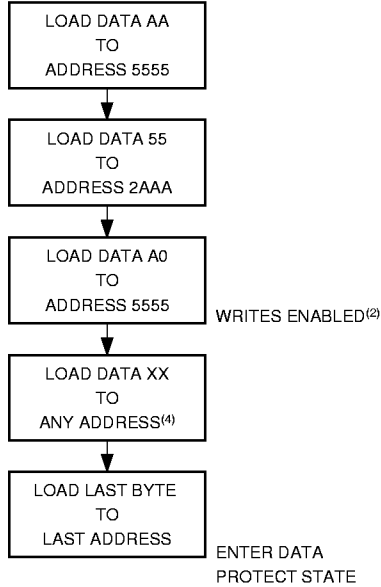 LOAD DATA AA
TO
ADDRESS 5555
LOAD DATA 55
TO
ADDRESS 2AAA
LOAD DATA A0
TO
ADDRESS 5555
WRITES ENABLED(2)
LOAD DATA XX
TO
ANY ADDRESS(4)
LOAD LAST BYTE
TO
LAST ADDRESS
ENTER DATA
PROTECT STATE